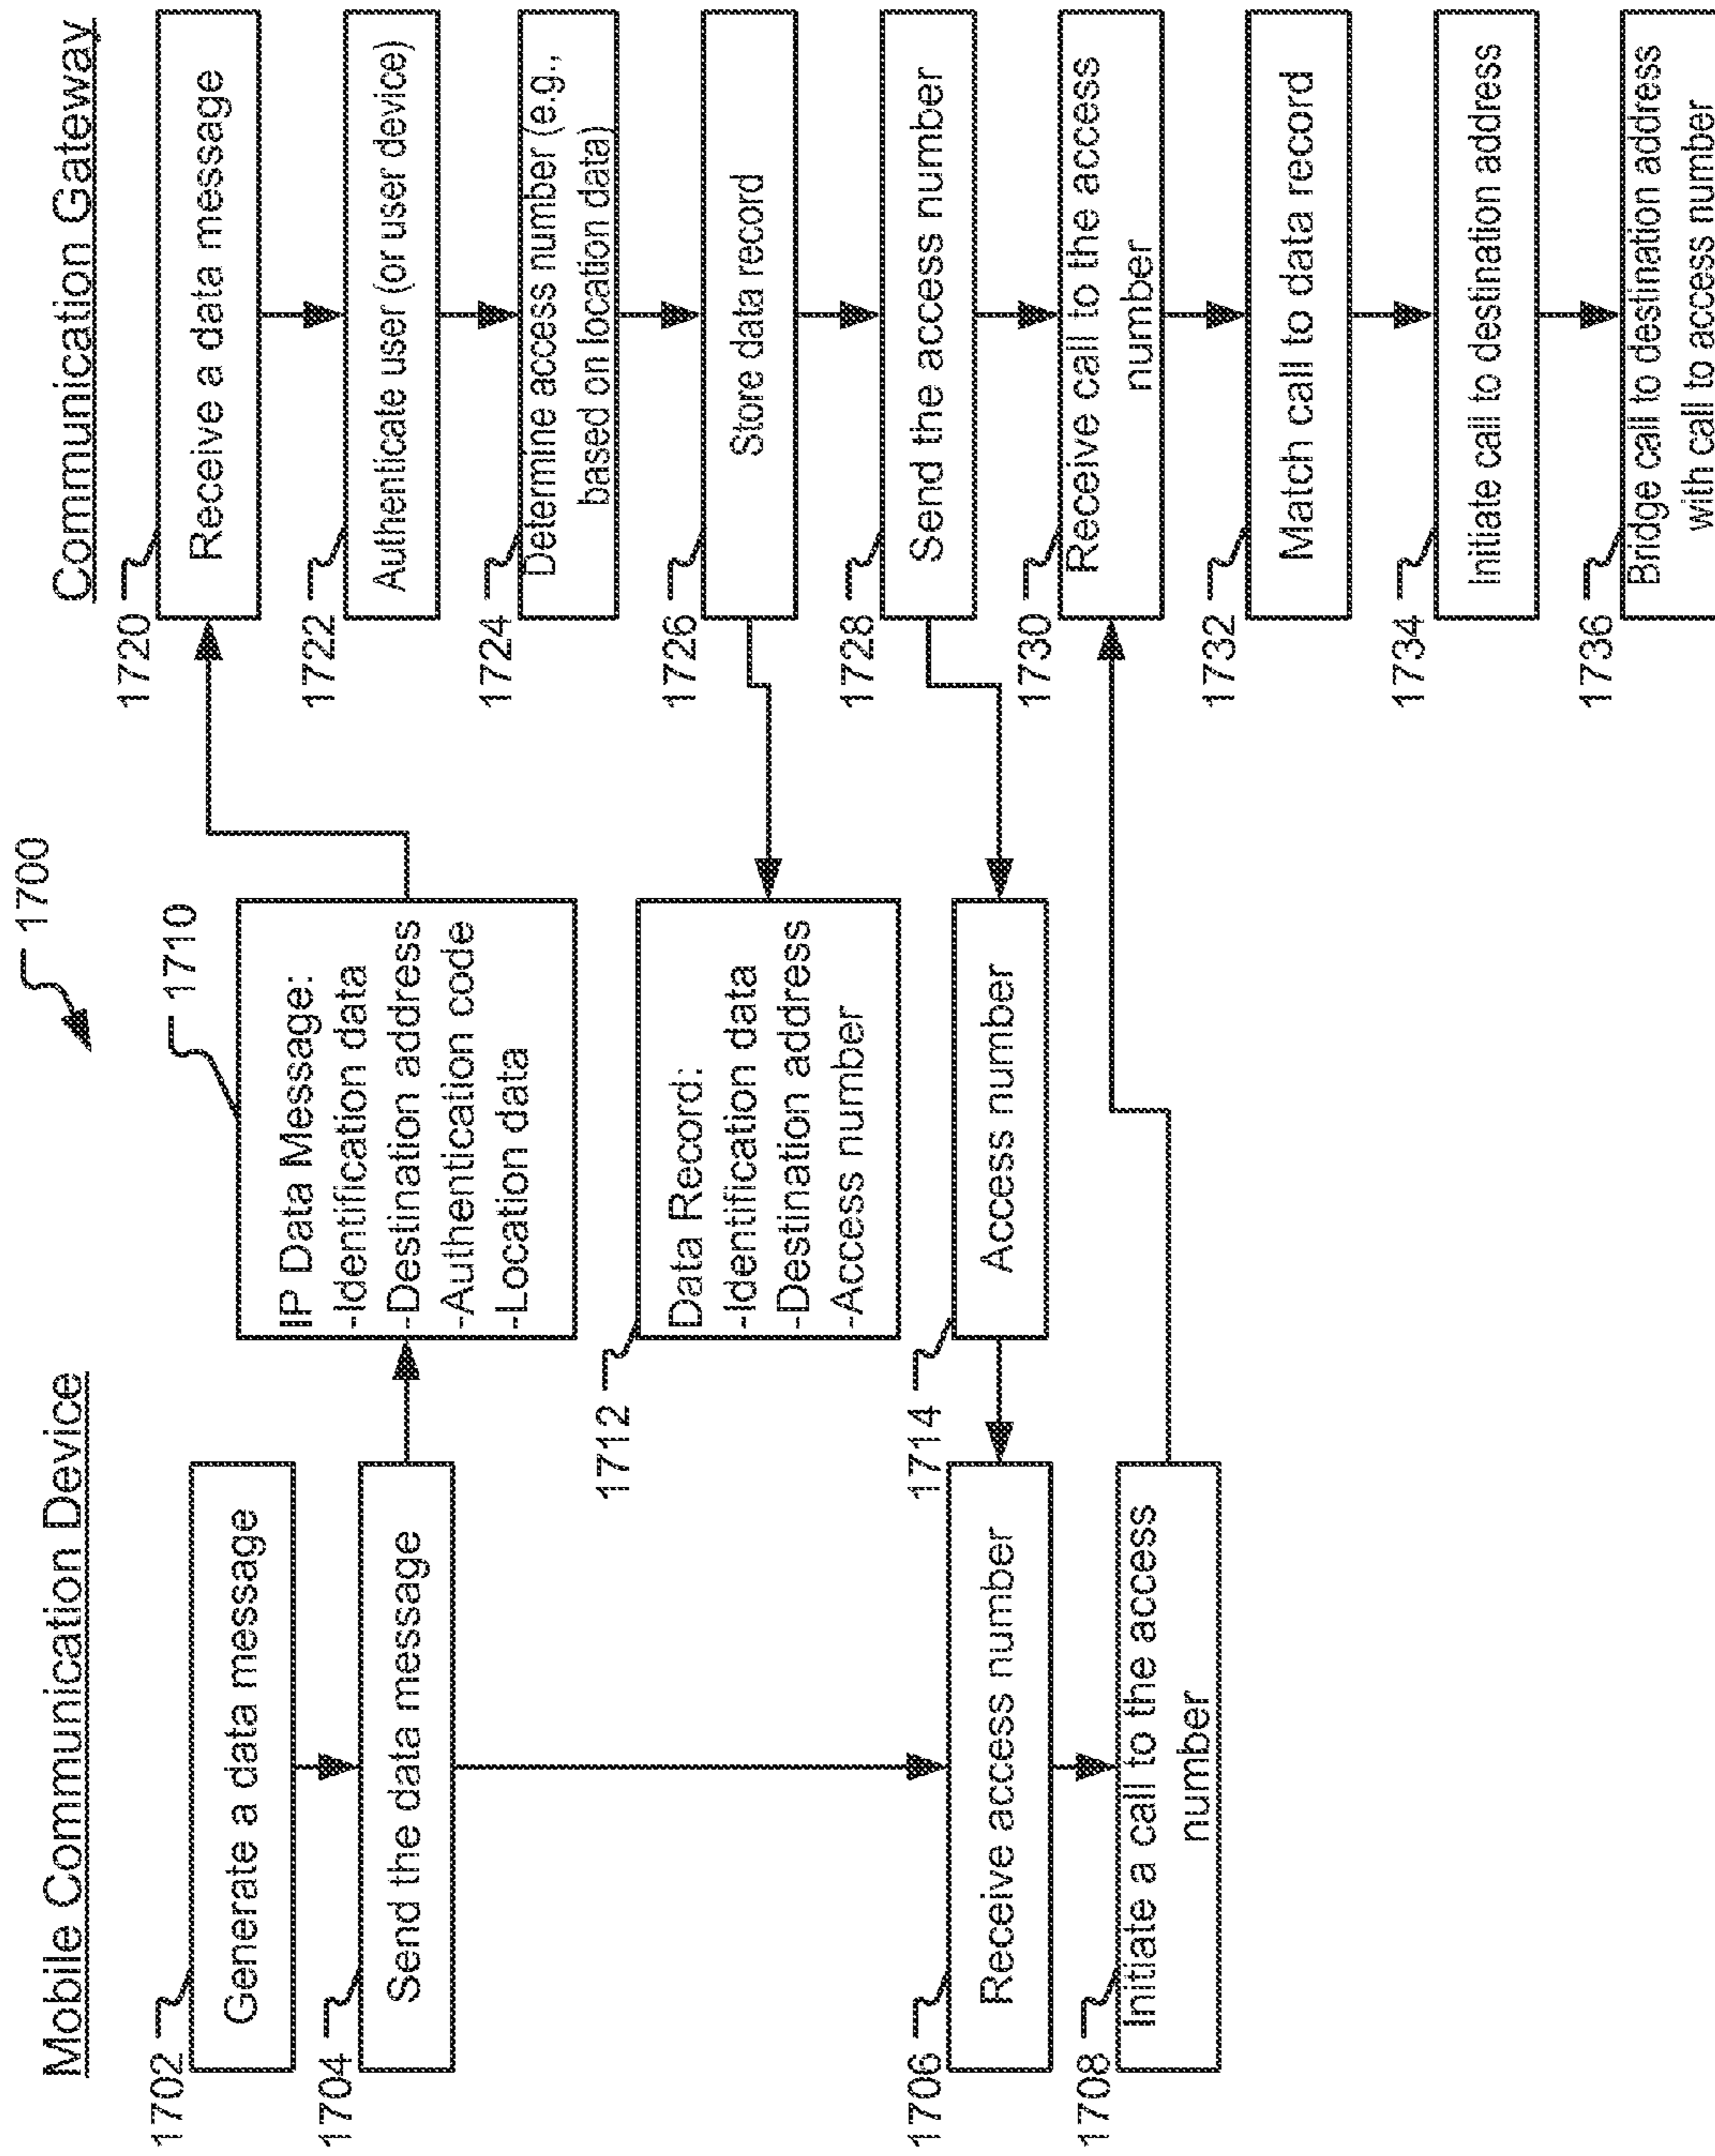 1700
Mobile Communication Device
1702
Generate a data message
1704
Send the data message
1706
Receive access number
1708
Initiate a call to the access
number
1710
IP Data Message:
-Identification data
-Destination address
-Authentication code
-Location data
1712
Data Record:
-Identification data
-Destination address
-Access number
1714
Access number
Communication Gateway
1720
Receive a data message
1722
Authenticate user (or user device)
1724
Determine access number (e.g.,
based on location data)
1726
Store data record
1728
Send the access number
1730
Receive call to the access
number
1732
Match call to data record
1734
Initiate call to destination address
1736
Bridge call to destination address
with call to access number